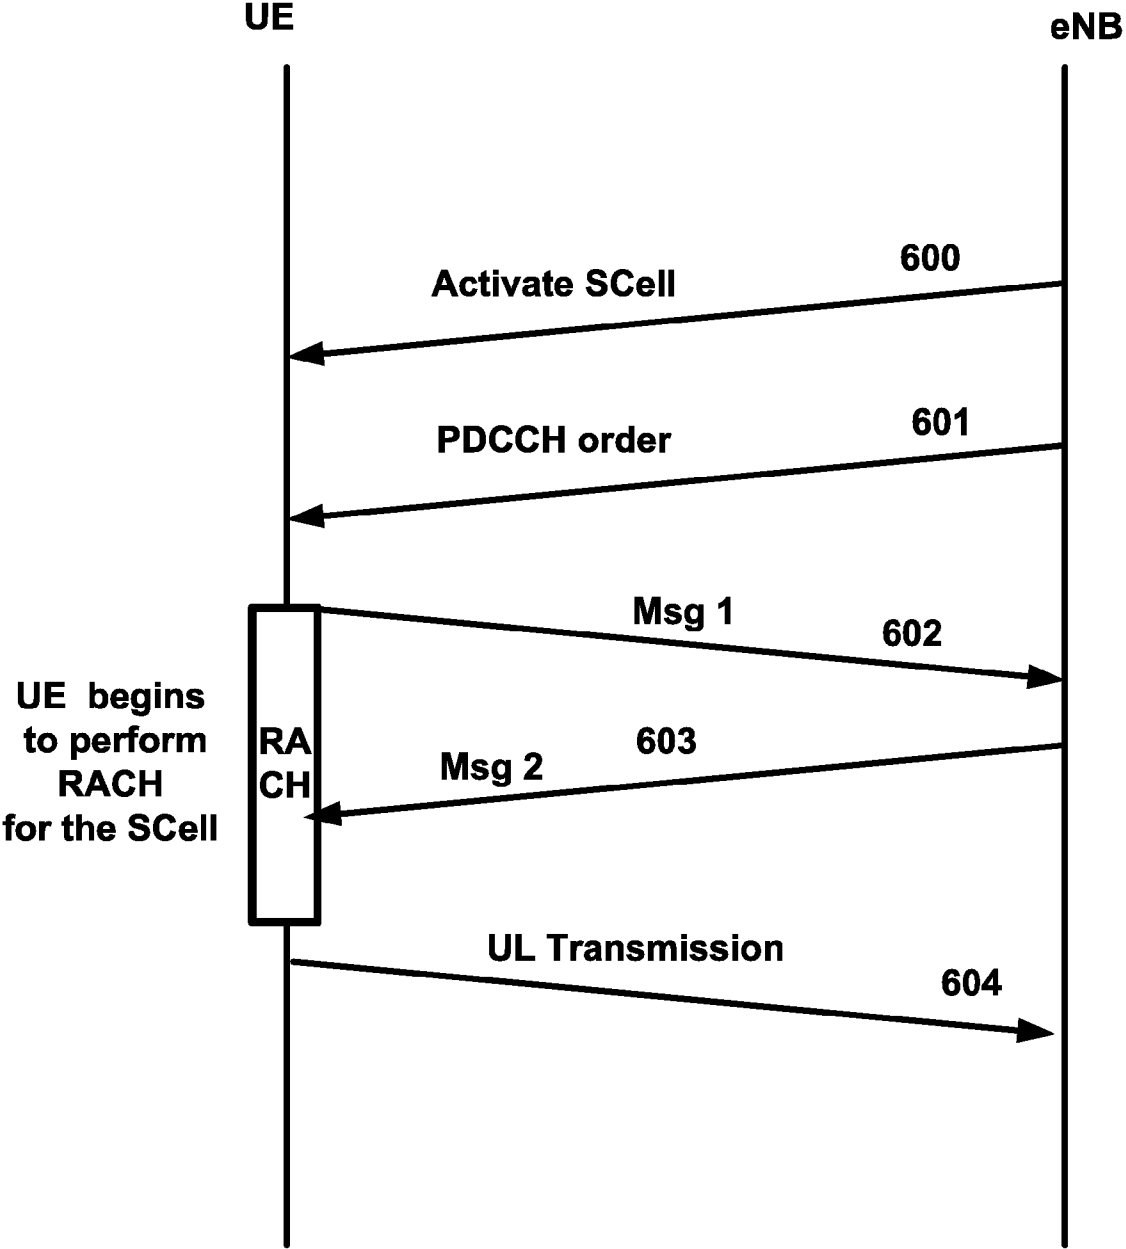 UE
eNB
600
Activate SCell
601
PDCCH order
Msg 1
602
UE begins
to perform
RACH
for the SCell
RA
CH
603
Msg 2
UL Transmission
604